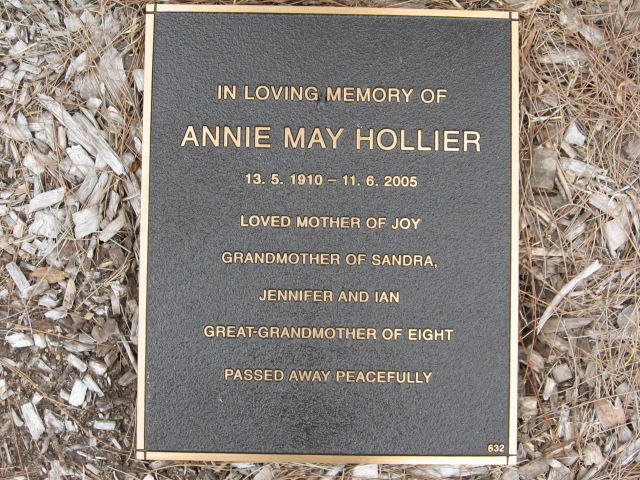 IN LOVING MEMORY OF
ANNIE MAY HOLLIER
13. 5. 1910 – 11. 6. 2005
LOVED MOTHER OF JOY
GRANDMOTHER OF SANDRA,
JENNIFER AND IAN
GREAT-GRANDMOTHER OF EIGHT
PASSED AWAY PEACEFULLY
632